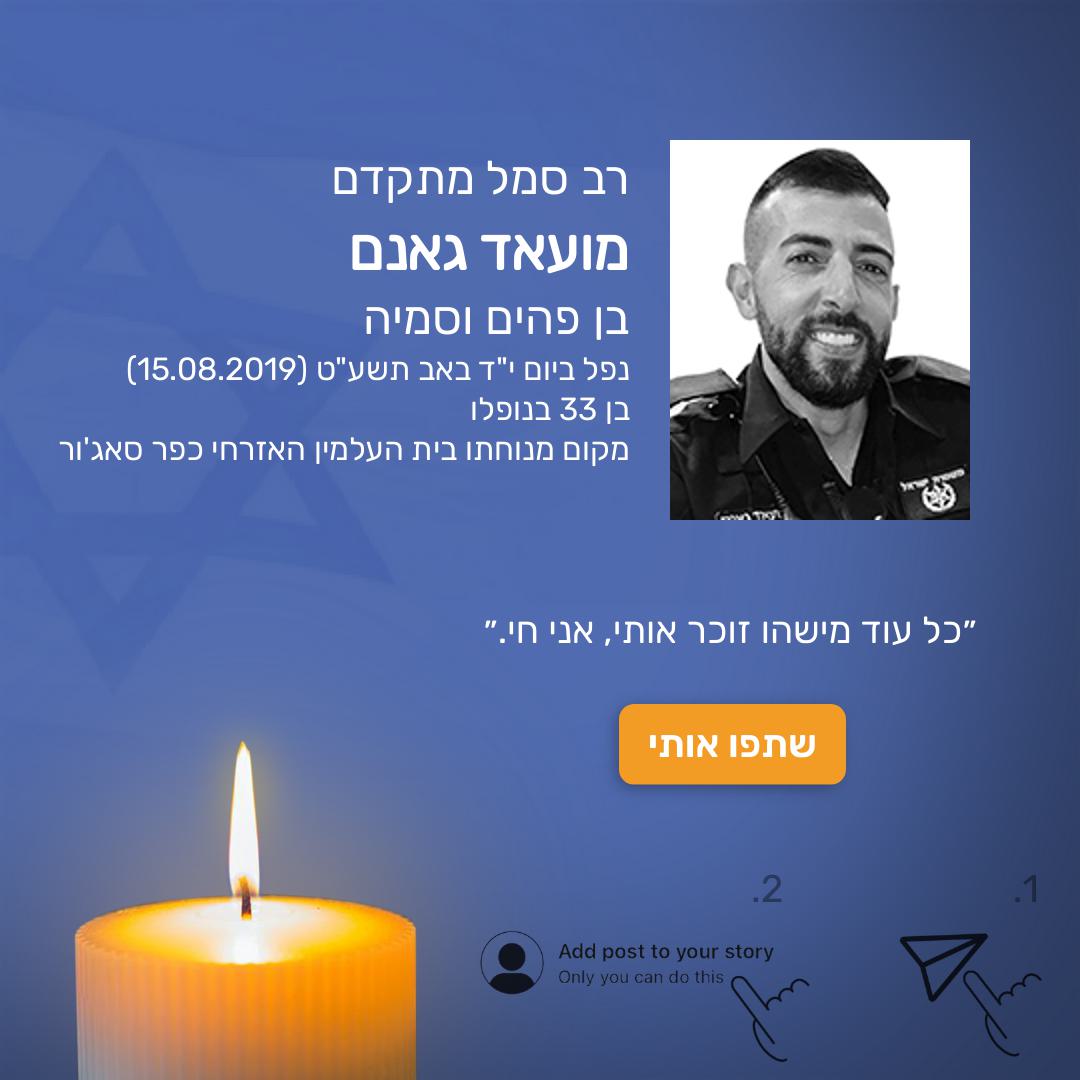 רב סמל מתקדם
מועאד גאנם
בן פהים וסמיה
נפל ביום י"ד באב תשע"ט (15.08.2019)
בן 33 בנופלו
מקום מנוחתו בית העלמין האזרחי כפר סאג'ור
משטרת ישראל
״כל עוד מישהו זוכר אותי, אני חי.״
שתפו אותי
.1
.2
Add post to your story
Only you can do this